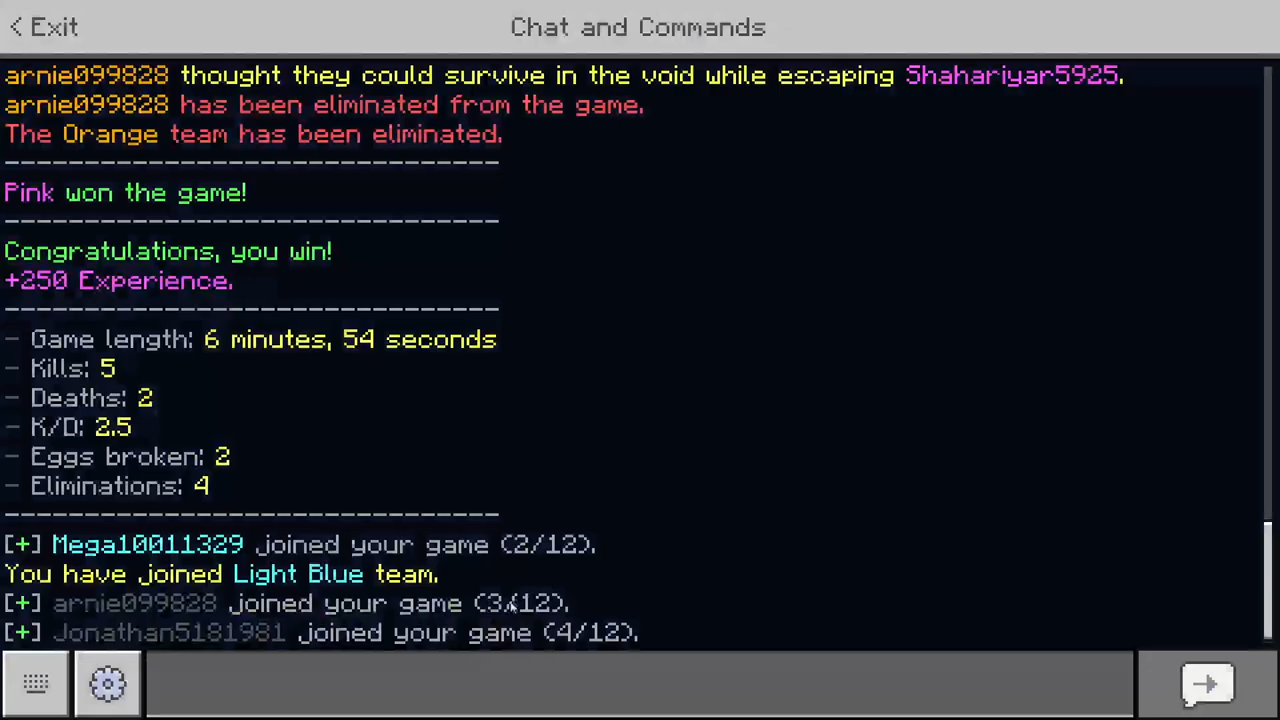 < Exit
Chat and Commands
arnie099828 thought they could survive in the void while escaping Shahariyar5925.
arnie099828 has been eliminated from the game.
The Orange team has been eliminated.
-------------------------------
Pink won the game!
-------------------------------
Congratulations, you win!
+250 Experience.
-------------------------------
- Game length: 6 minutes, 54 seconds
- Kills: 5
- Deaths: 2
- K/D: 2.5
- Eggs broken: 2
- Eliminations: 4
-------------------------------
[+] Mega10011329 joined your game (2/12).
You have joined Light Blue team.
[+] arnie099828 joined your game (3/12).
[+] Jonathan5181981 joined your game (4/12).